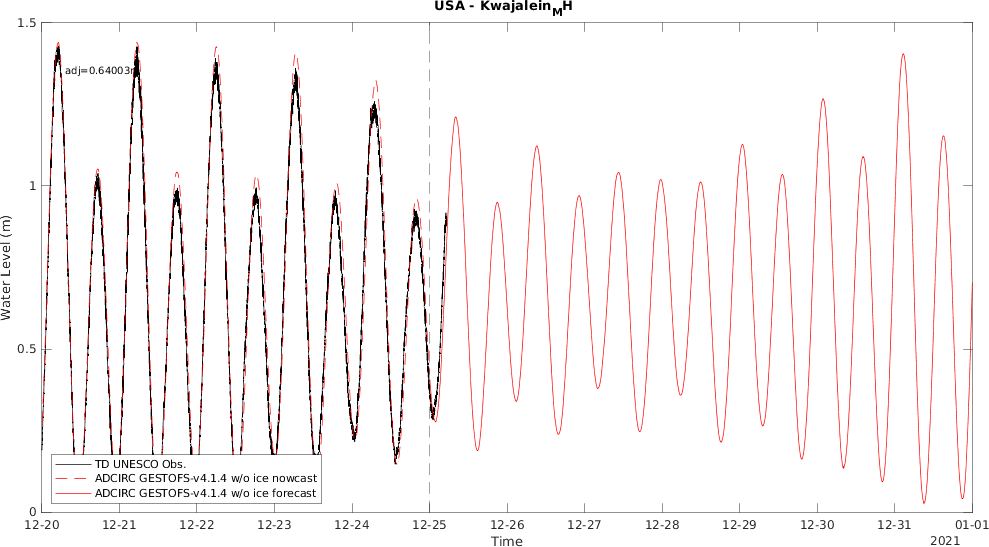 USA - Kwajalein_MH
1.5
adj=0.64003m
1
Water Level (m)
0.5
TD UNESCO Obs.
ADCIRC GESTOFS-v4.1.4 w/o ice nowcast
ADCIRC GESTOFS-v4.1.4 w/o ice forecast
0
12-20 12-21 12-22 12-23 12-24 12-25 12-26 12-27 12-28 12-29 12-30 12-31 01-01
Time
2021